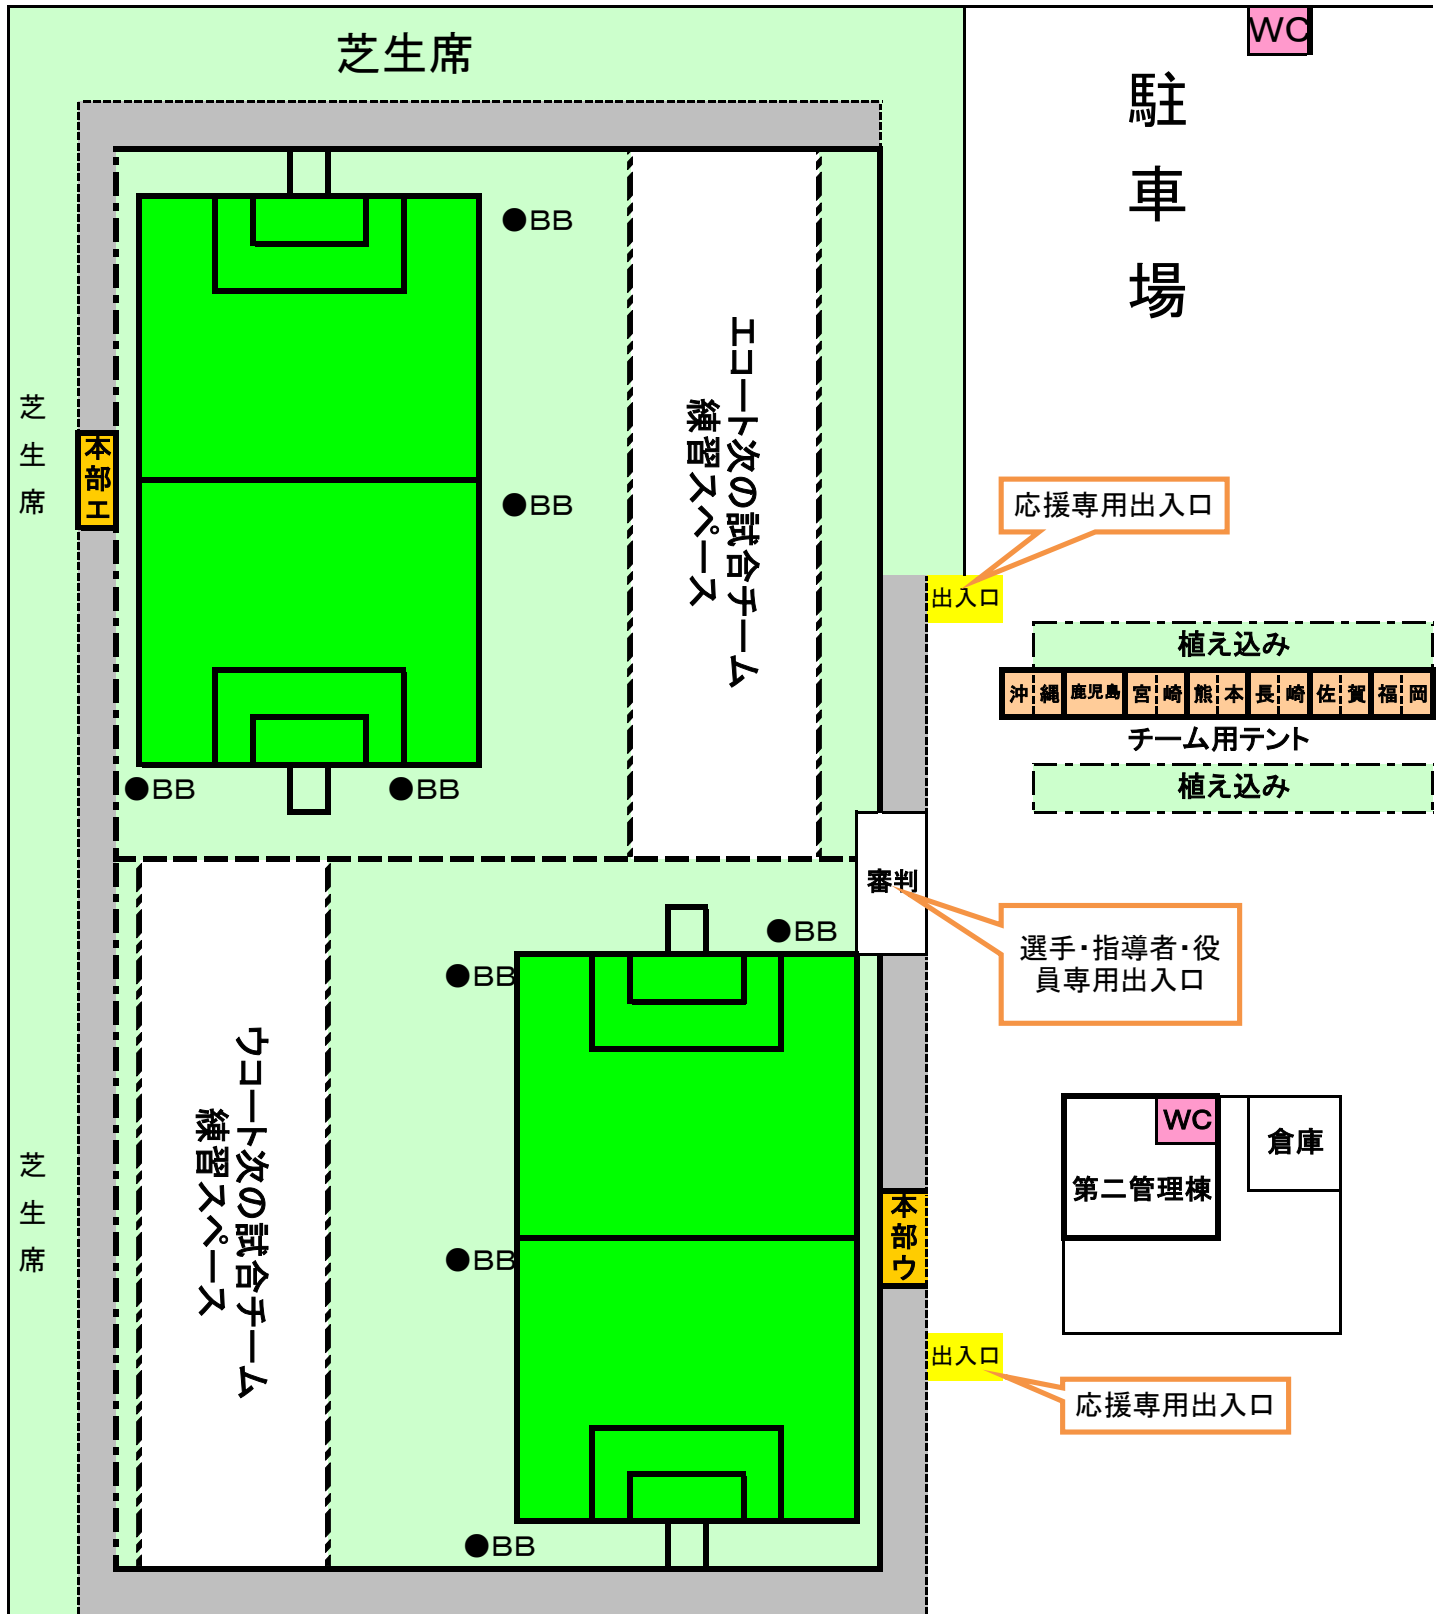 芝生席
WC
駐車場
●BB
エコート次の試合チーム
練習スペース
芝生席
本部エ
●BB
応援専用出入口
出入口
植え込み
沖縄 鹿児島 宮崎 熊本 長崎 佐賀 福岡
チーム用テント
植え込み
●BB
●BB
審判
●BB
選手・指導者・役
員専用出入口
●BB
ウコート次の試合チーム
練習スペース
WC
倉庫
第二管理棟
芝生席
本部ウ
●BB
出入口
応援専用出入口
●BB